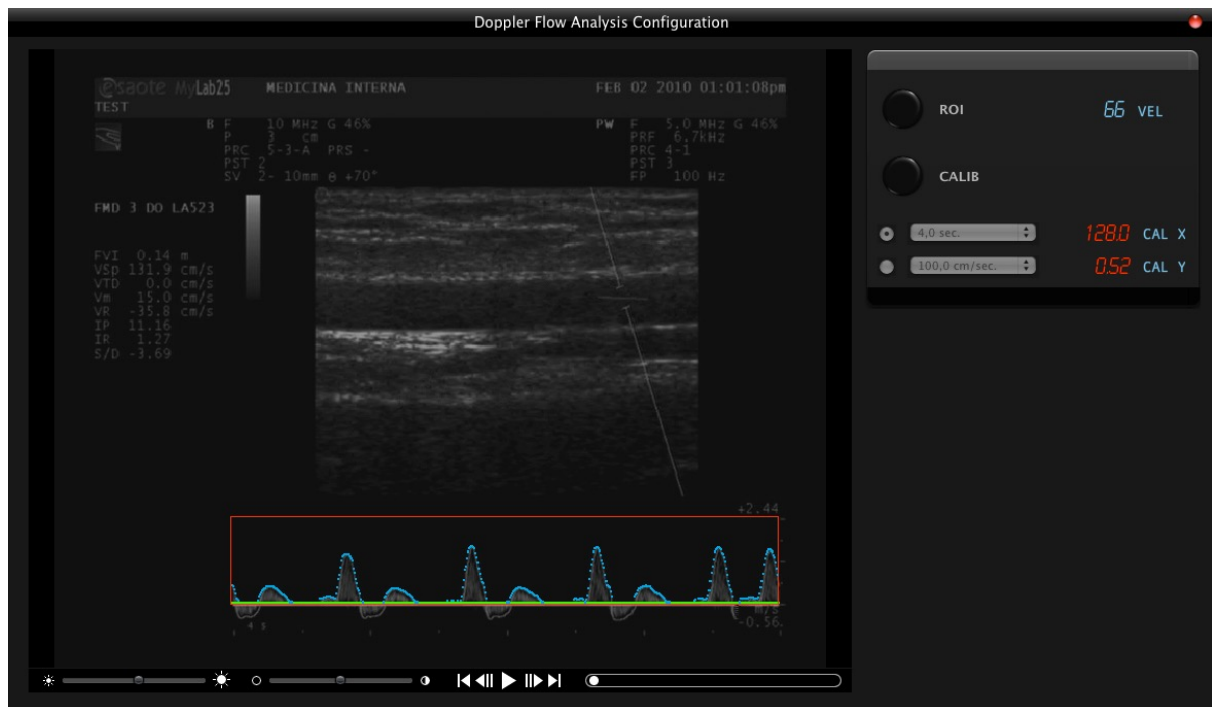 Doppler Flow Analysis Configuration
esaote MyLab25 MEDICINA INTERNA FEB 02 2010 01:01:08pm
TEST
B F 10 MHz G 46% PW F 5.0 MHz G 46%
P 3 cm PRF 6.7kHz
PRC 5-3-A PRS - PRC 4-1
PST 2 PST 3
SV 2- 10mm θ +70° FP 100 Hz
FMD 3 DO LA523
FVI 0.14 m
VSp 131.9 cm/s
VTD 0.0 cm/s
Vm 15.0 cm/s
VR -35.8 cm/s
IP 11.16
IR 1.27
S/D -3.69
+2.44
m/s
-0.56
4 s
ROI 66 VEL
CALIB
4,0 sec. 128.0 CAL X
100,0 cm/sec. 0.52 CAL Y